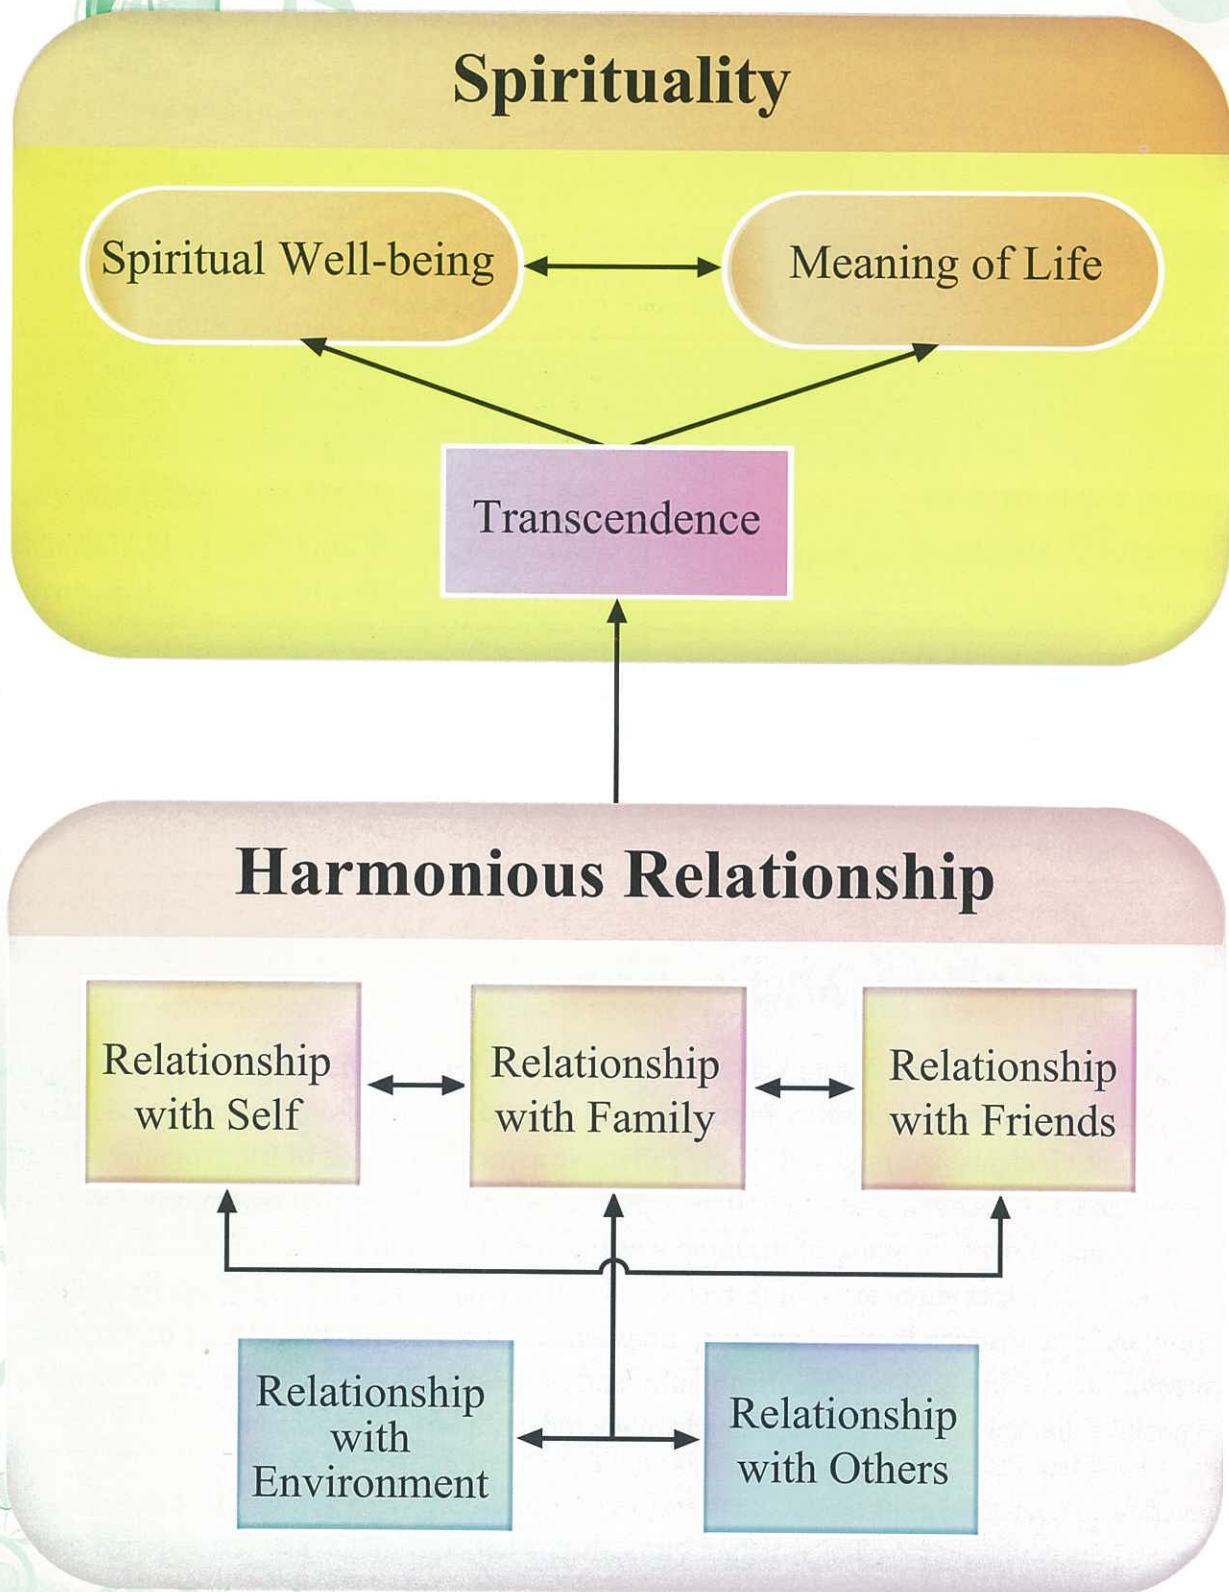 Spirituality
Spiritual Well-being
Meaning of Life
Transcendence
Harmonious Relationship
Relationship
with Self
Relationship
with Family
Relationship
with Friends
Relationship
with
Environment
Relationship
with Others